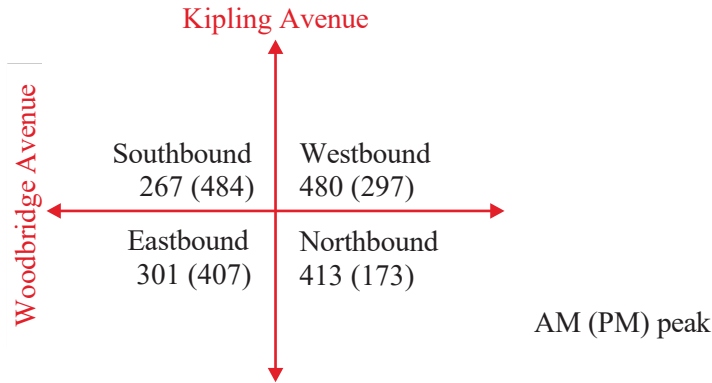 Kipling Avenue
Woodbridge Avenue
Southbound
267 (484)
Westbound
480 (297)
Eastbound
301 (407)
Northbound
413 (173)
AM (PM) peak